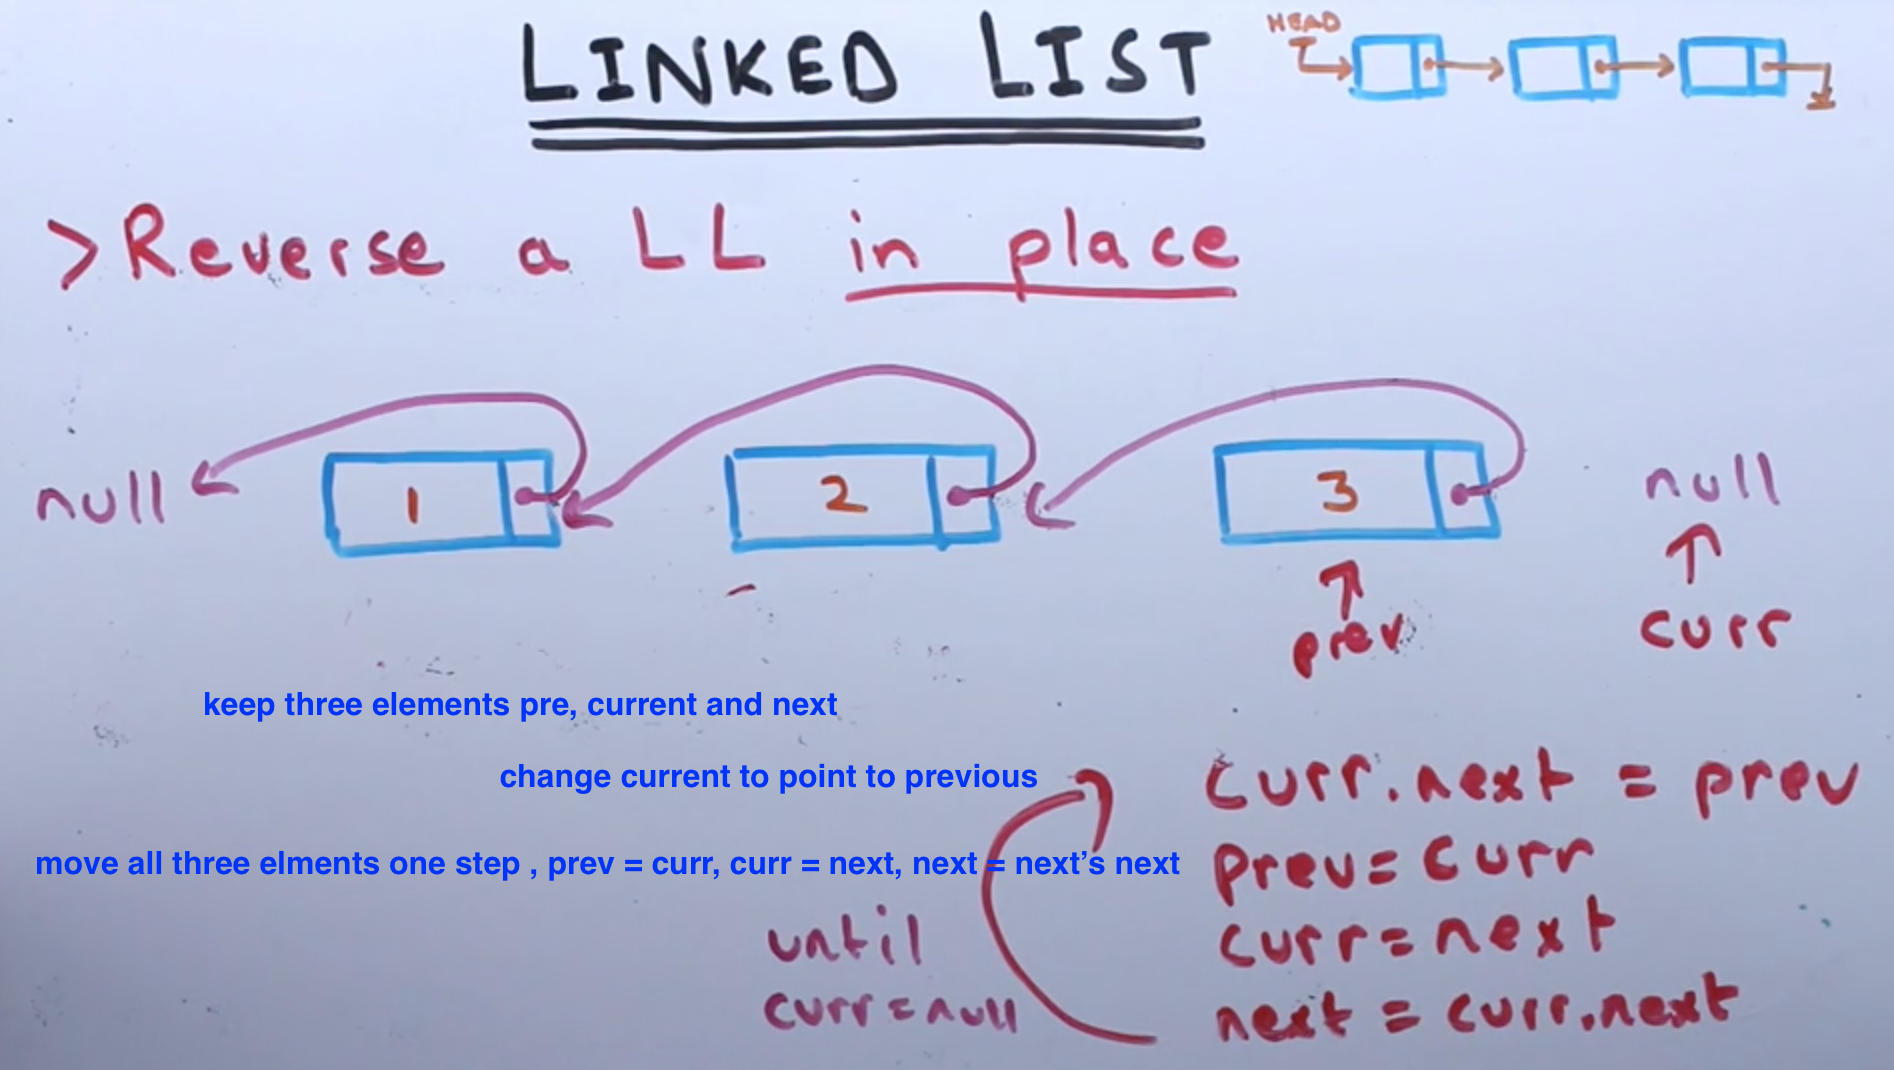 LINKED LIST
HEAD
>Reverse a LL in place
null
1
2
3
null
prev
curr
keep three elements pre, current and next
change current to point to previous
move all three elments one step , prev = curr, curr = next, next = next’s next
curr.next = prev
prev=curr
curr=next
next = curr.next
until
curr=null